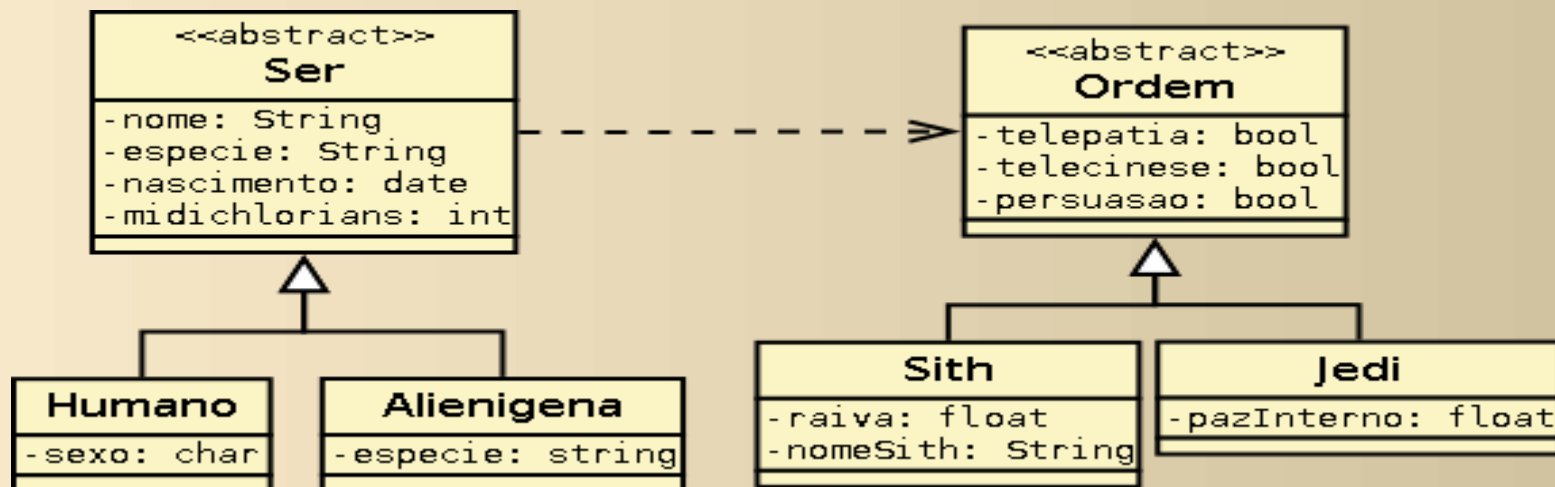 <<abstract>>
Ser
-nome: String
-especie: String
-nascimento: date
-midichlorians: int
<<abstract>>
Ordem
-telepatia: bool
-telecinese: bool
-persuasao: bool
Humano
-sexo: char
Alienigena
-especie: string
Sith
-raiva: float
-nomeSith: String
Jedi
-pazInterno: float